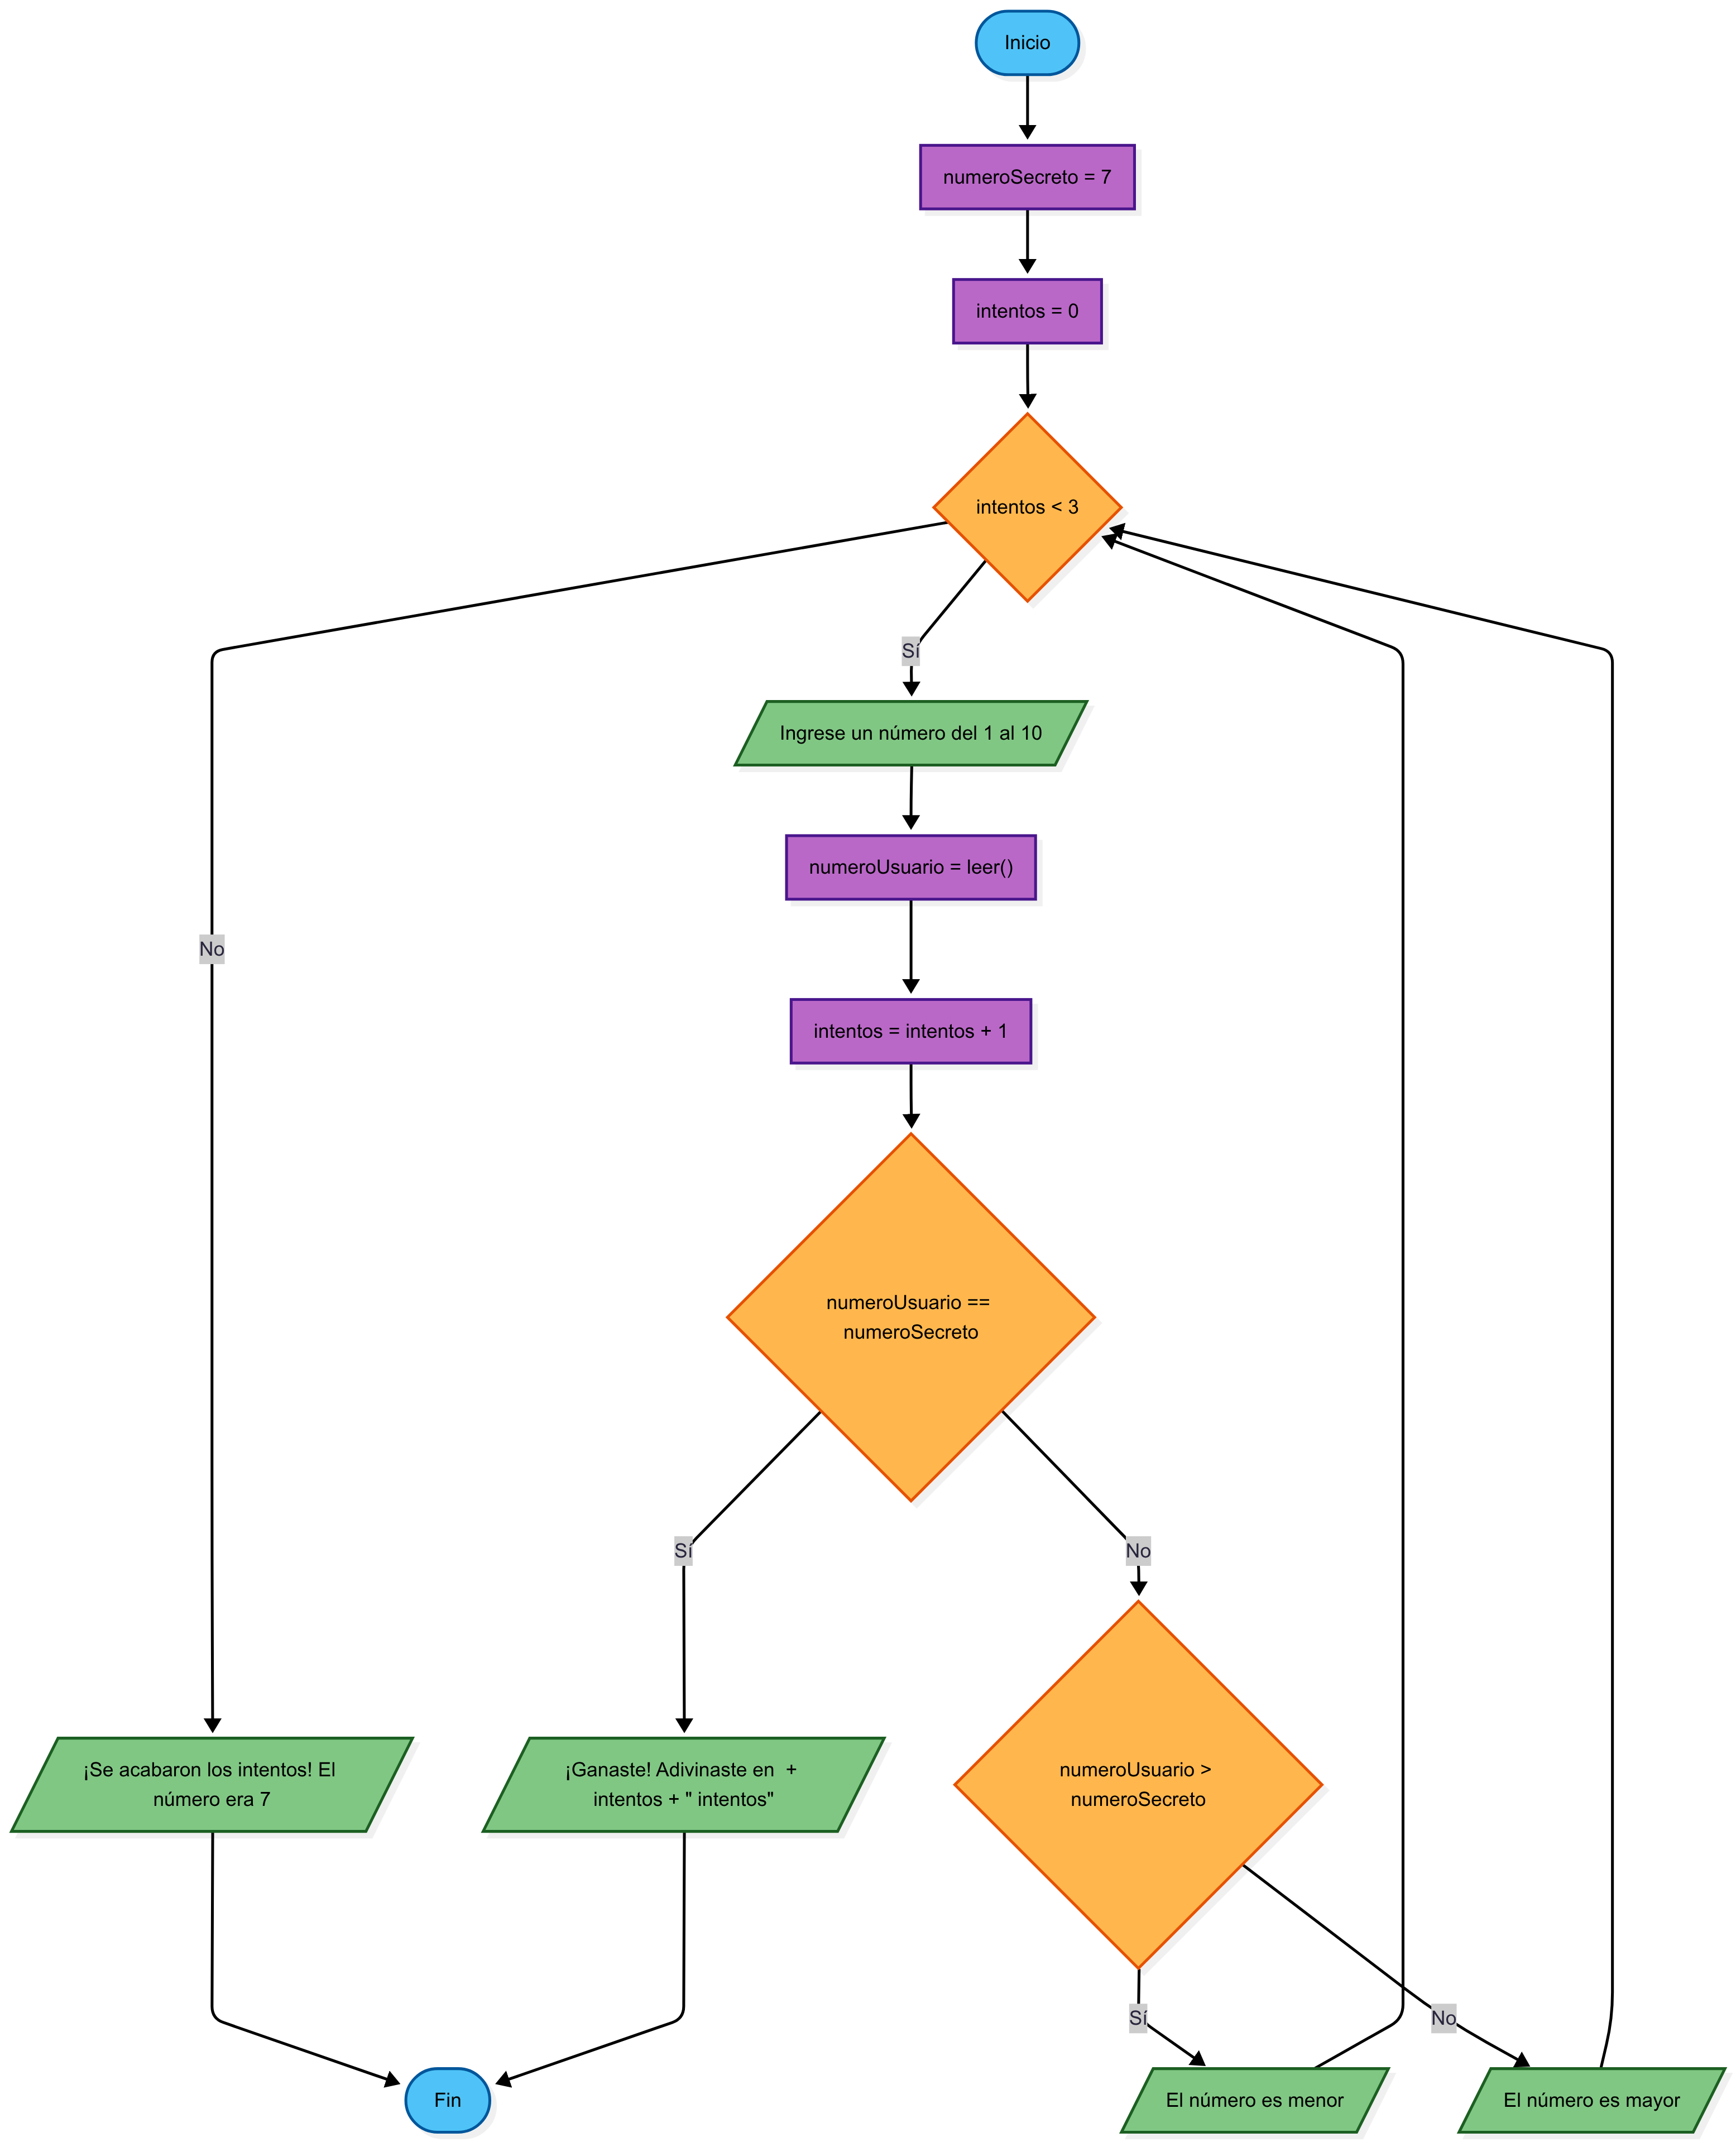 Inicio
numeroSecreto = 7
intentos = 0
intentos < 3
Sí
Ingrese un número del 1 al 10
numeroUsuario = leer()
No
intentos = intentos + 1
numeroUsuario ==
numeroSecreto
Sí
No
¡Se acabaron los intentos! El
número era 7
¡Ganaste! Adivinaste en  +
intentos + " intentos"
numeroUsuario >
numeroSecreto
Sí
No
Fin
El número es menor
El número es mayor